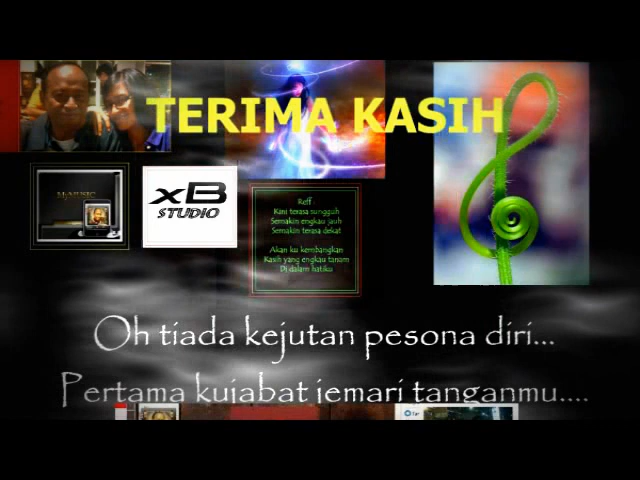 TERIMA KASIH
MyMUSIC
xB
STUDIO
Reff :
Kini terasa sungguh
Semakin engkau jauh
Semakin terasa dekat
Akan ku kembangkan
Kasih yang engkau tanam
Di dalam hatiku
Oh tiada kejutan pesona diri...
Pertama kujabat jemari tanganmu....